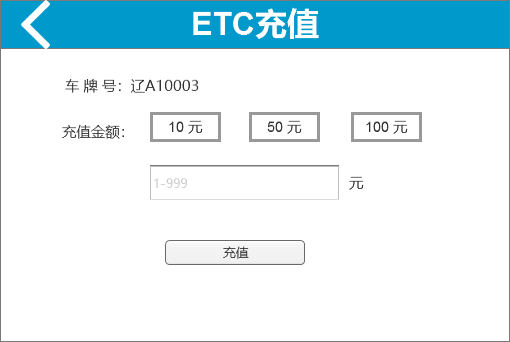 ETC充值
车 牌 号：辽A10003
充值金额： 10 元 50 元 100 元
1-999 元
充值